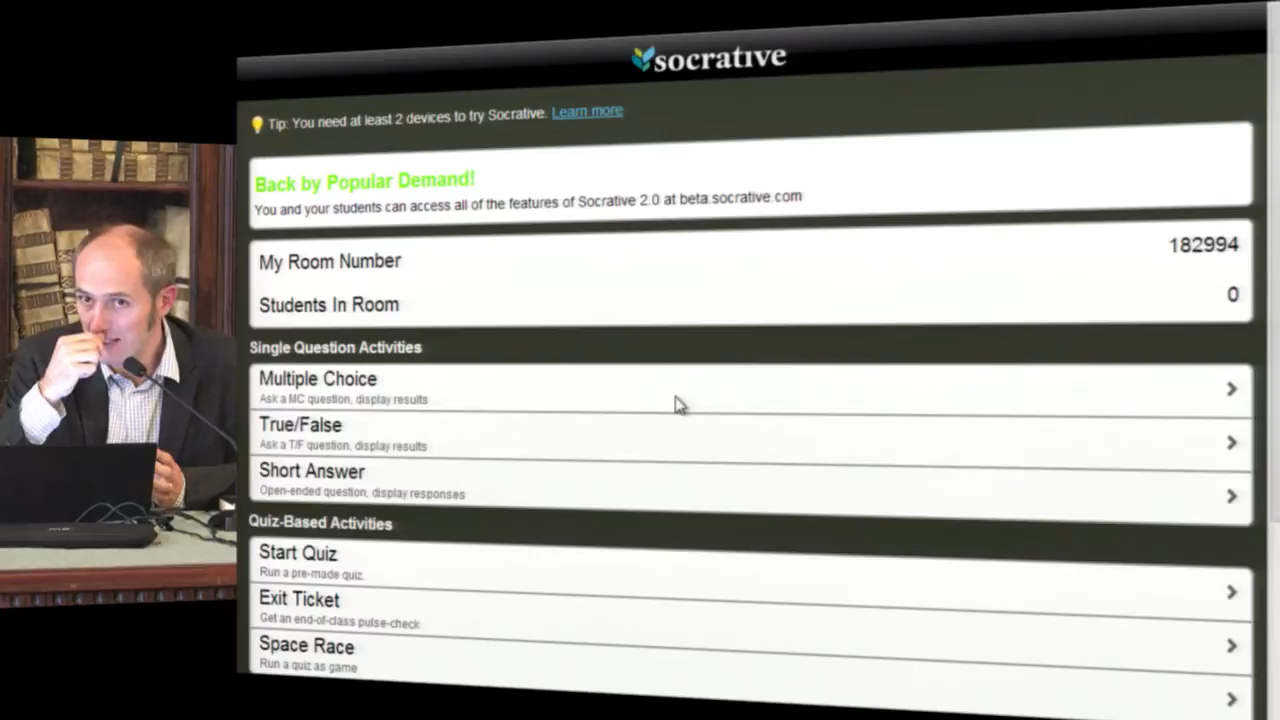 socrative
Tip: You need at least 2 devices to try Socrative. Learn more
Back by Popular Demand!
You and your students can access all of the features of Socrative 2.0 at beta.socrative.com
My Room Number 182994
Students In Room 0
Single Question Activities
Multiple Choice
Ask a MC question, display results
True/False
Ask a T/F question, display results
Short Answer
Open-ended question, display responses
Quiz-Based Activities
Start Quiz
Run a pre-made quiz.
Exit Ticket
Get an end-of-class pulse-check
Space Race
Run a quiz as game